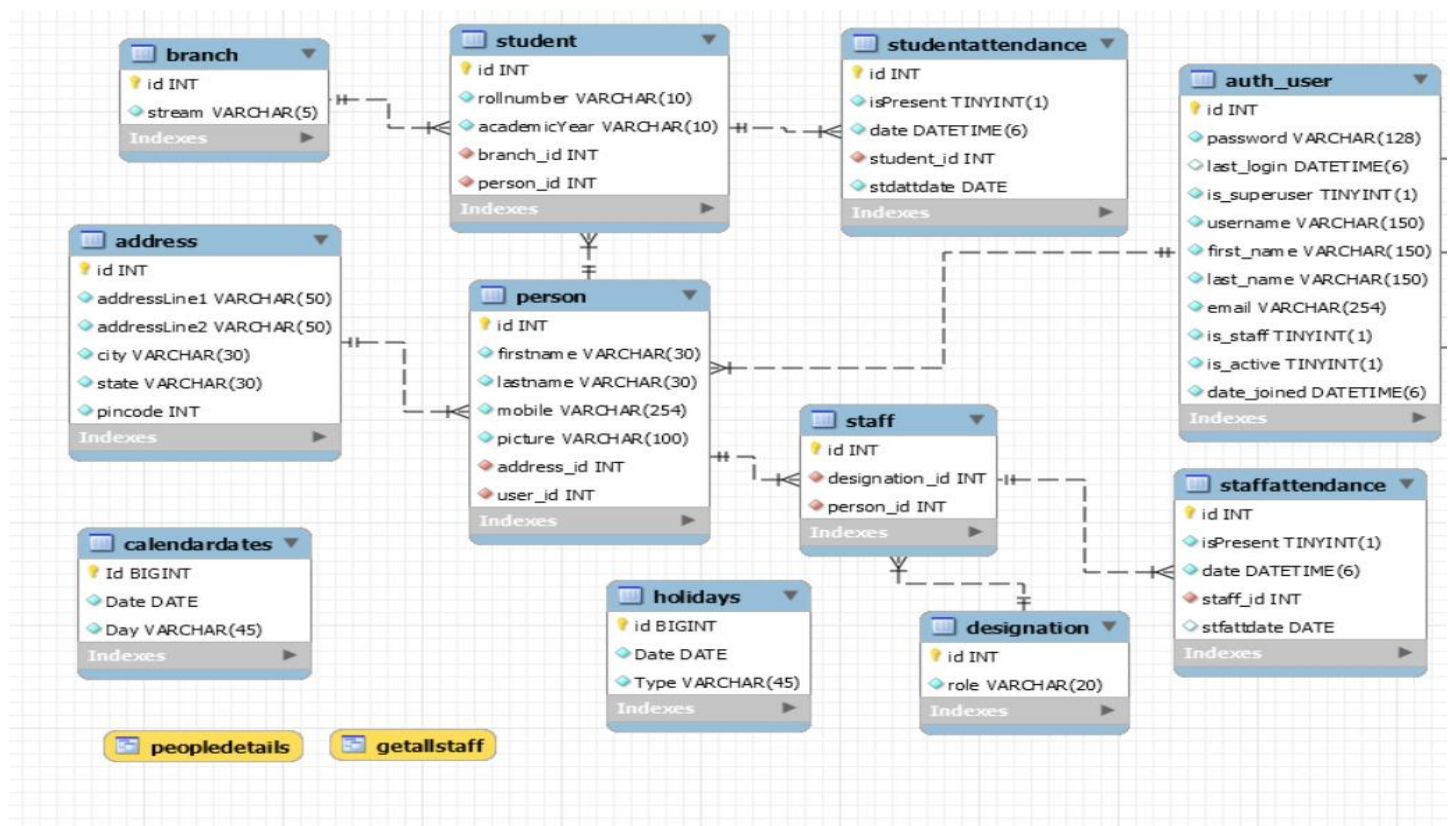 branch
id INT
stream VARCHAR(5)
Indexes
student
id INT
rollnumber VARCHAR(10)
academicYear VARCHAR(10)
branch_id INT
person_id INT
Indexes
studentattendance
id INT
isPresent TINYINT(1)
date DATETIME(6)
student_id INT
stdattdate DATE
Indexes
auth_user
id INT
password VARCHAR(128)
last_login DATETIME(6)
is_superuser TINYINT(1)
username VARCHAR(150)
first_name VARCHAR(150)
last_name VARCHAR(150)
email VARCHAR(254)
is_staff TINYINT(1)
is_active TINYINT(1)
date_joined DATETIME(6)
Indexes
address
id INT
addressLine1 VARCHAR(50)
addressLine2 VARCHAR(50)
city VARCHAR(30)
state VARCHAR(30)
pincode INT
Indexes
person
id INT
firstname VARCHAR(30)
lastname VARCHAR(30)
mobile VARCHAR(254)
picture VARCHAR(100)
address_id INT
user_id INT
Indexes
staff
id INT
designation_id INT
person_id INT
Indexes
staffattendance
id INT
isPresent TINYINT(1)
date DATETIME(6)
staff_id INT
stfattdate DATE
Indexes
calendardates
Id BIGINT
Date DATE
Day VARCHAR(45)
Indexes
holidays
id BIGINT
Date DATE
Type VARCHAR(45)
Indexes
designation
id INT
role VARCHAR(20)
Indexes
peopledetails
getallstaff